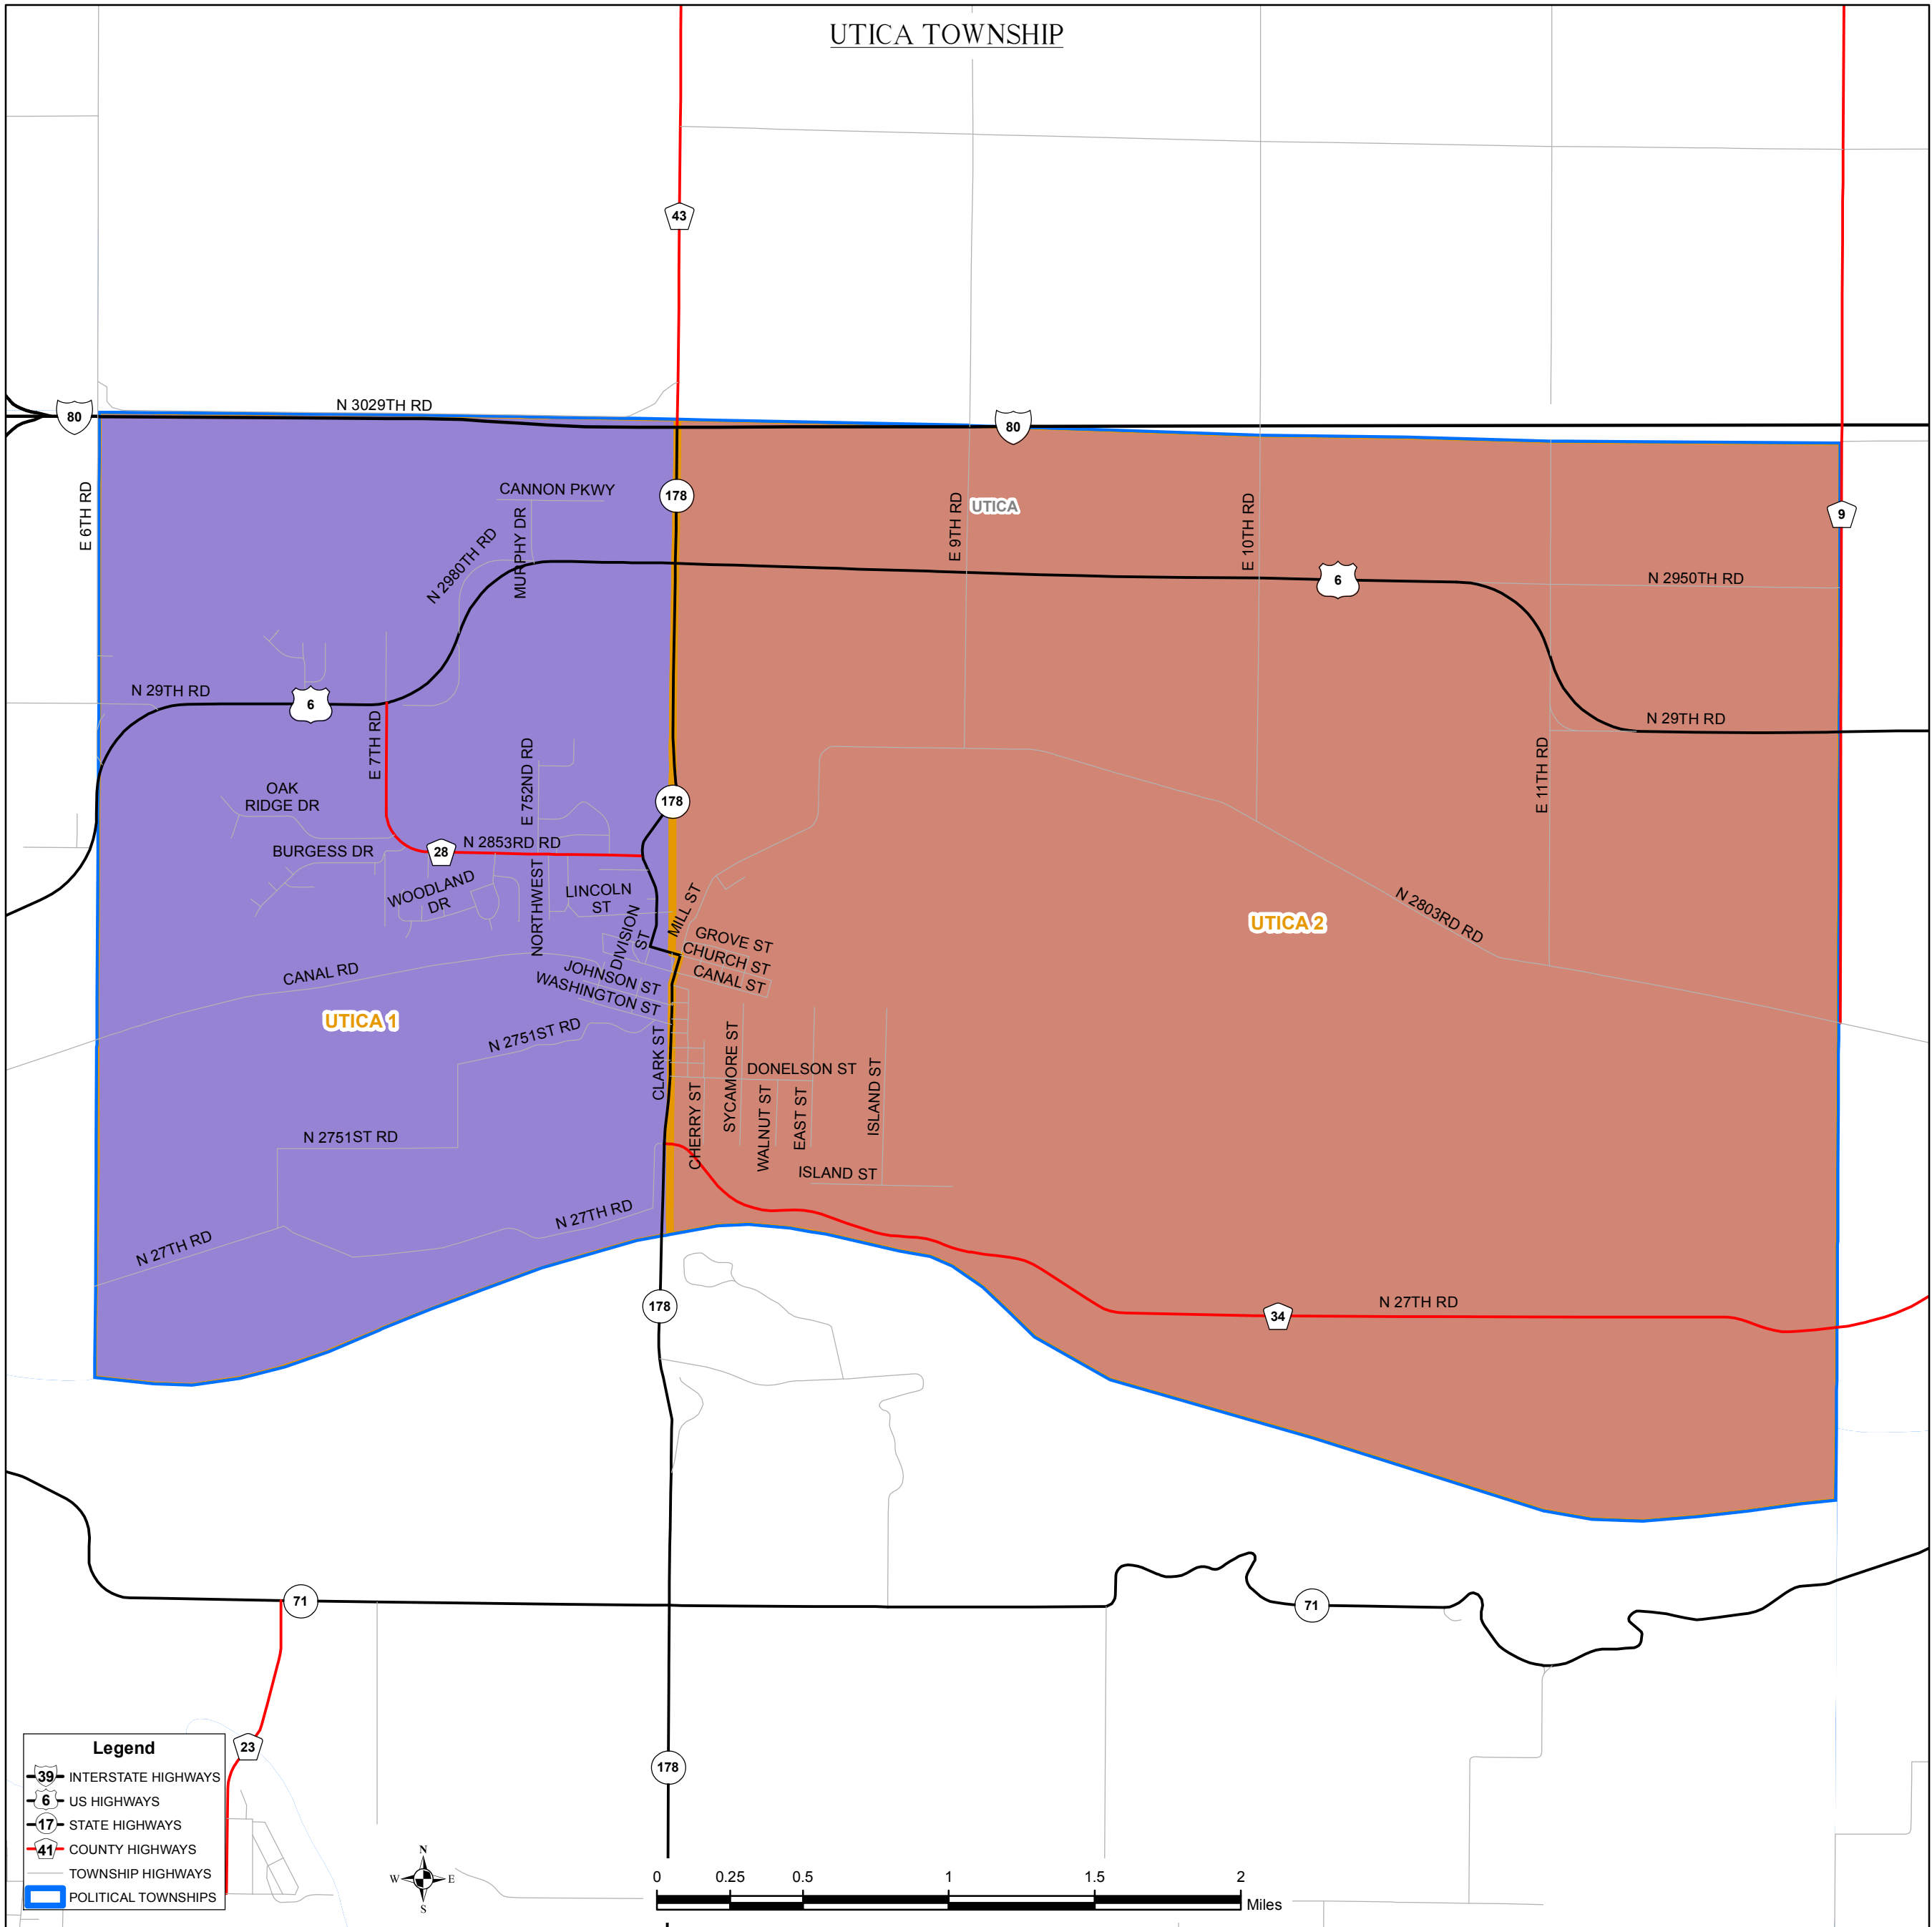 UTICA TOWNSHIP
43
N 3029TH RD
80
80
E 6TH RD
CANNON PKWY
178
UTICA
E 9TH RD
E 10TH RD
9
MURPHY DR
N 2980TH RD
6
N 2950TH RD
N 29TH RD
6
N 29TH RD
E 7TH RD
E 752ND RD
E 11TH RD
OAK
RIDGE DR
178
BURGESS DR
28
N 2853RD RD
WOODLAND
DR
NORTHWEST
LINCOLN
ST
DIVISION
ST
MILL ST
N 2803RD RD
UTICA 2
GROVE ST
CHURCH ST
CANAL ST
CANAL RD
JOHNSON ST
WASHINGTON ST
UTICA 1
N 2751ST RD
CLARK ST
SYCAMORE ST
DONELSON ST
ISLAND ST
CHERRY ST
WALNUT ST
EAST ST
N 2751ST RD
ISLAND ST
N 27TH RD
N 27TH RD
178
34
N 27TH RD
71
71
23
178
Legend
39 INTERSTATE HIGHWAYS
6 US HIGHWAYS
17 STATE HIGHWAYS
41 COUNTY HIGHWAYS
TOWNSHIP HIGHWAYS
POLITICAL TOWNSHIPS
N
W E
S
0 0.25 0.5 1 1.5 2
Miles